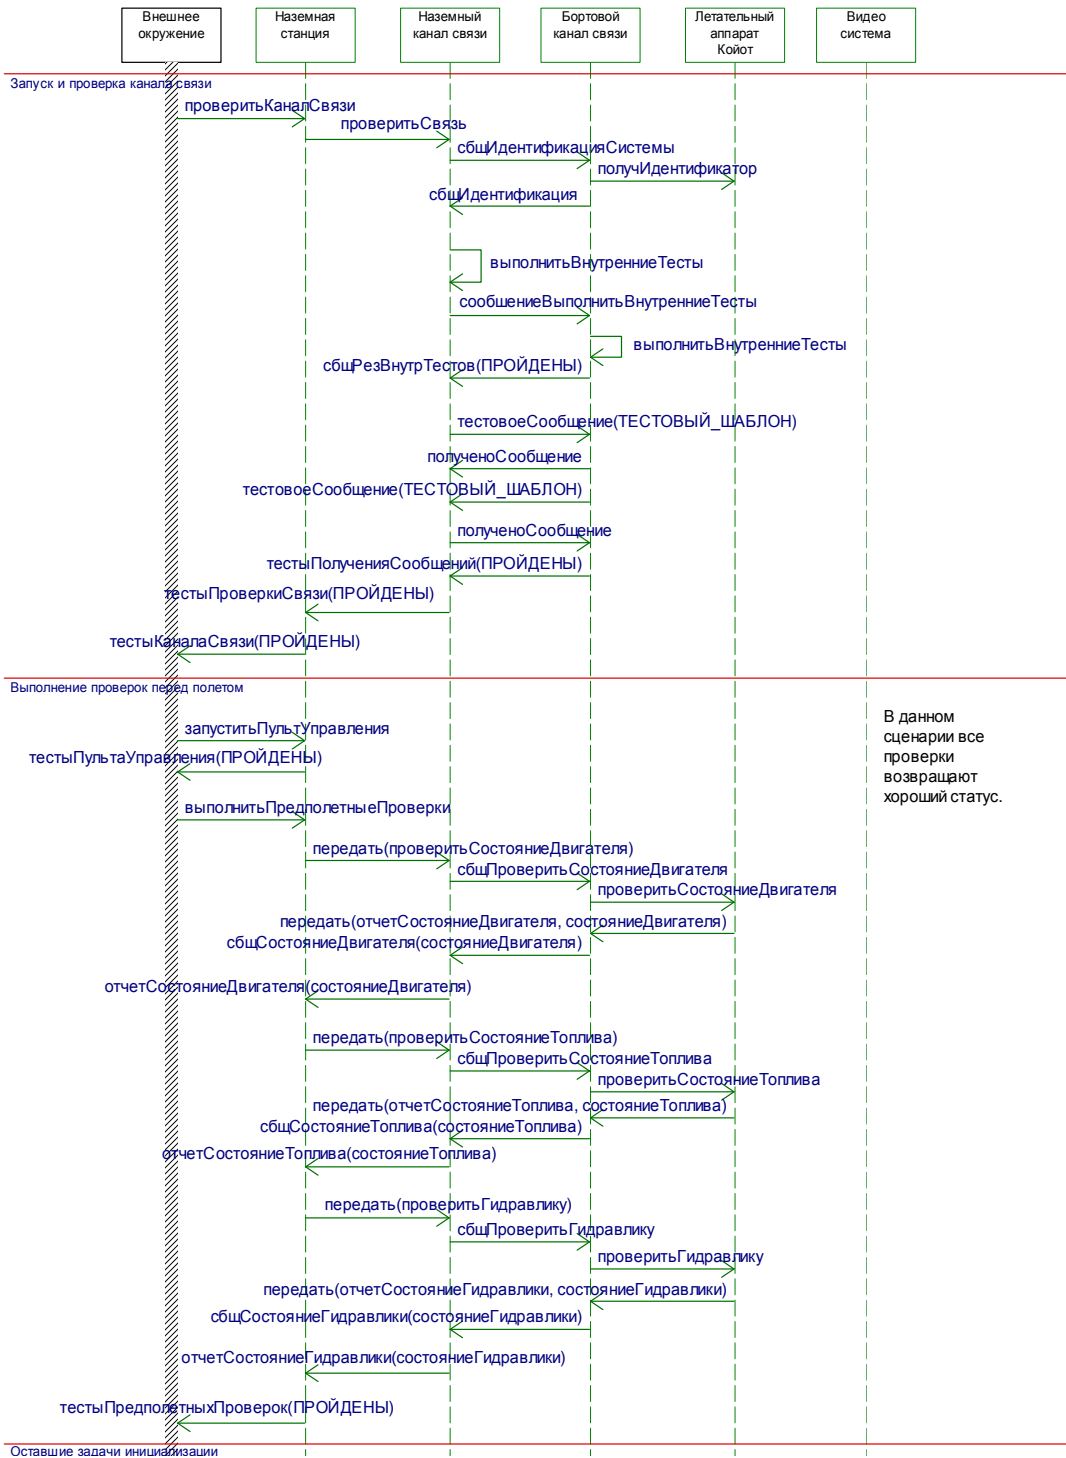 Внешнее
окружение
Наземная
станция
Наземный
канал связи
Бортовой
канал связи
Летательный
аппарат
Койот
Видео
система
Запуск и проверка канала связи
проверитьКаналСвязи
проверитьСвязь
сбщИдентификацияСистемы
получИдентификатор
сбщИдентификация
выполнитьВнутренниеТесты
сообшениеВыполнитьВнутренниеТесты
выполнитьВнутренниеТесты
сбщРезВнутрТестов(ПРОЙДЕНЫ)
тестовоеСообщение(ТЕСТОВЫЙ_ШАБЛОН)
полученоСообщение
тестовоеСообщение(ТЕСТОВЫЙ_ШАБЛОН)
полученоСообщение
тестыПолученияСообщений(ПРОЙДЕНЫ)
тестыПроверкиСвязи(ПРОЙДЕНЫ)
тестыКаналаСвязи(ПРОЙДЕНЫ)
Выполнение проверок перед полетом
В данном
сценарии все
проверки
возвращают
хороший статус.
запуститьПультУправления
тестыПультаУправления(ПРОЙДЕНЫ)
выполнитьПредполетныеПроверки
передать(проверитьСостояниеДвигателя)
сбщПроверитьСостояниеДвигателя
проверитьСостояниеДвигателя
передать(отчетСостояниеДвигателя, состояниеДвигателя)
сбщСостояниеДвигателя(состояниеДвигателя)
отчетСостояниеДвигателя(состояниеДвигателя)
передать(проверитьСостояниеТоплива)
сбщПроверитьСостояниеТоплива
проверитьСостояниеТоплива
передать(отчетСостояниеТоплива, состояниеТоплива)
сбщСостояниеТоплива(состояниеТоплива)
отчетСостояниеТоплива(состояниеТоплива)
передать(проверитьГидравлику)
сбщПроверитьГидравлику
проверитьГидравлику
передать(отчетСостояниеГидравлики, состояниеГидравлики)
сбщСостояниеГидравлики(состояниеГидравлики)
отчетСостояниеГидравлики(состояниеГидравлики)
тестыПредполетныхПроверок(ПРОЙДЕНЫ)
Оставшие задачи инициализации